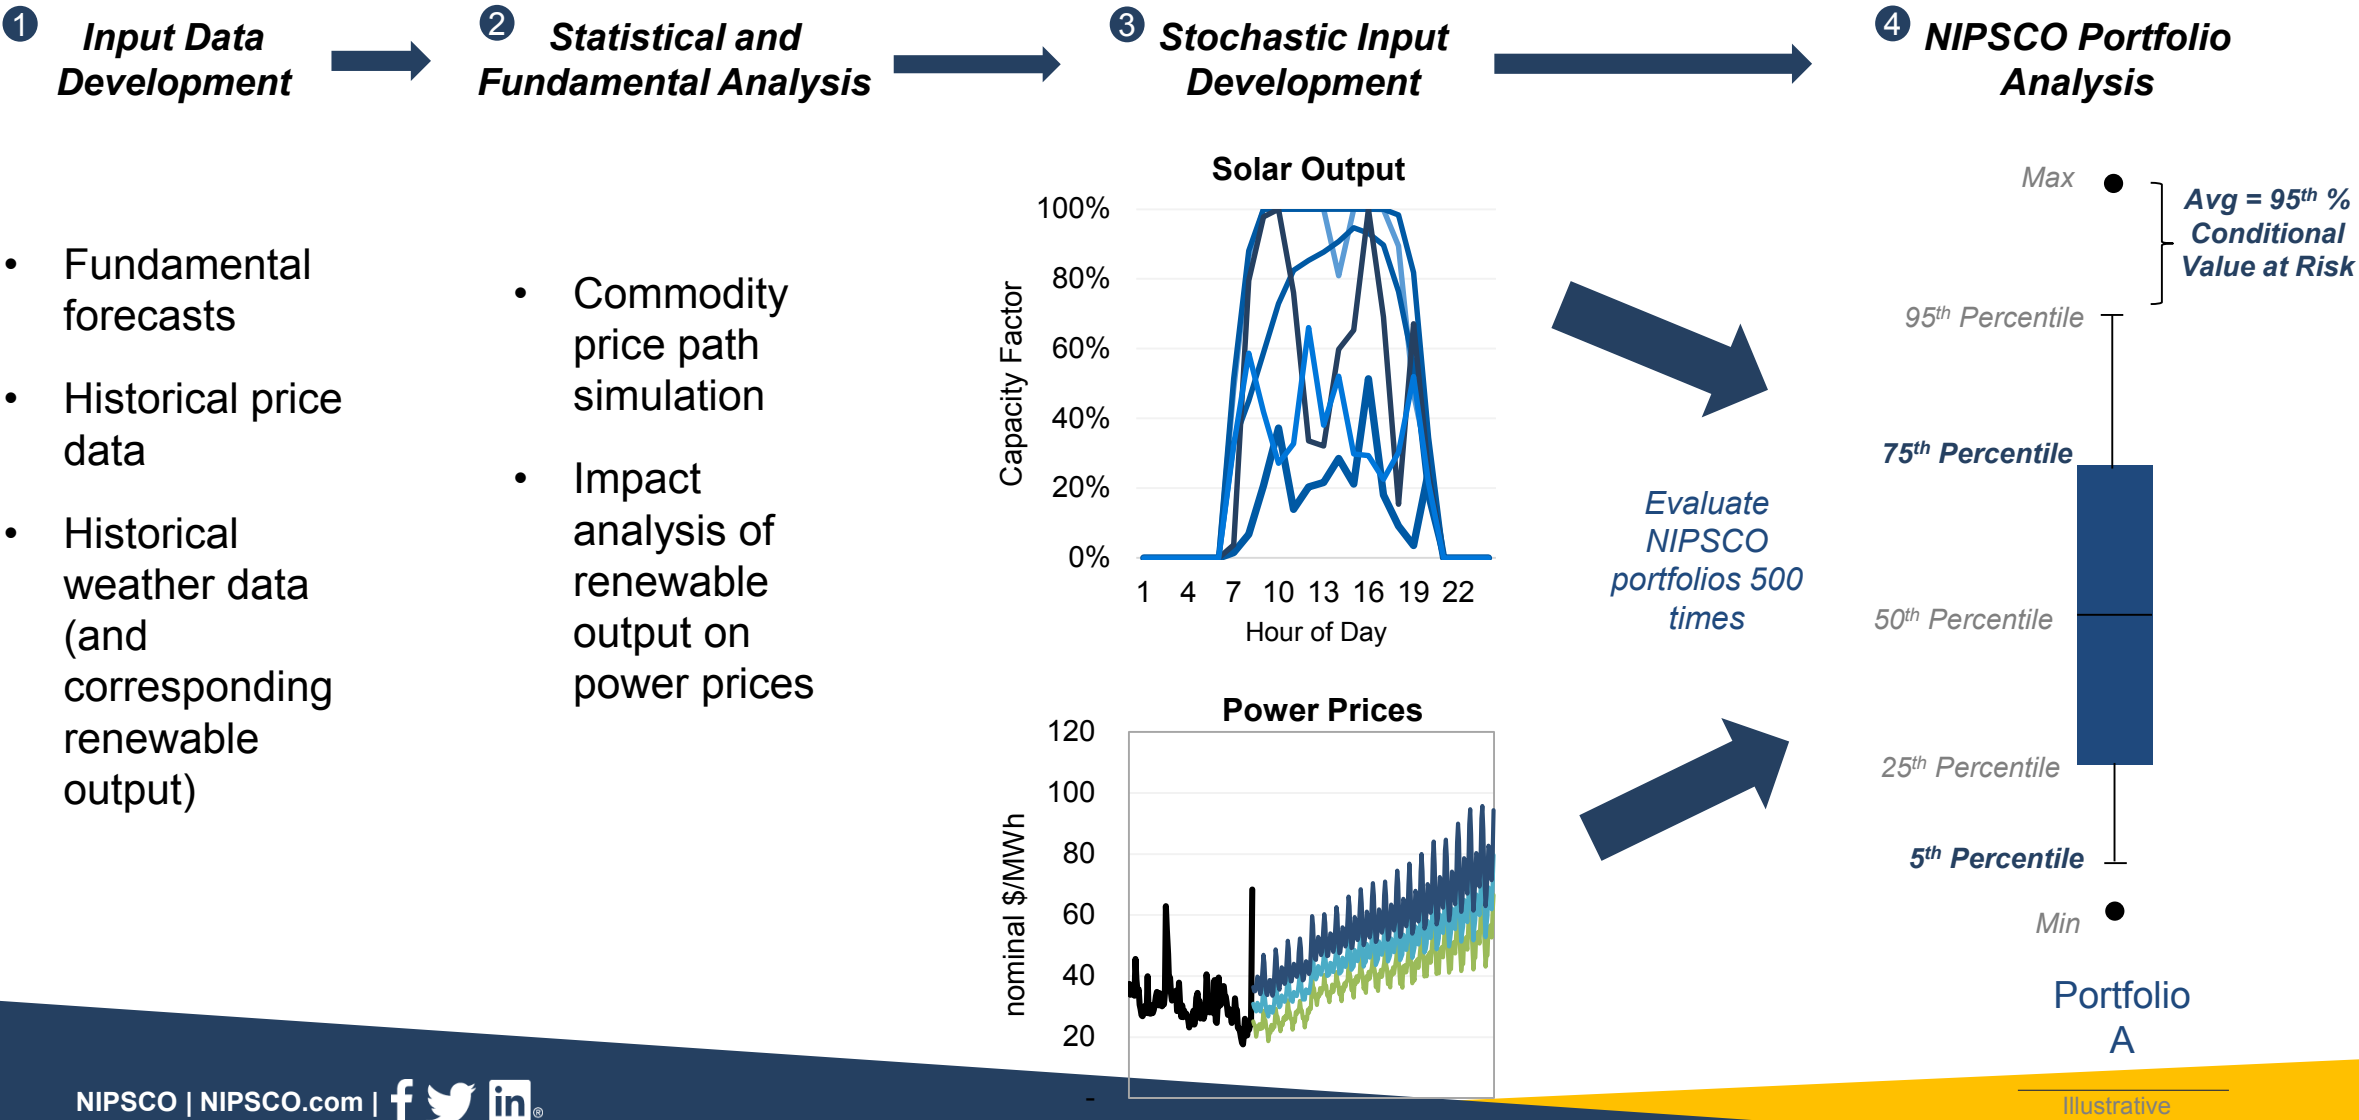 1
Input Data
Development
2
Statistical and
Fundamental Analysis
3
Stochastic Input
Development
4
NIPSCO Portfolio
Analysis
• Fundamental
forecasts
• Historical price
data
• Historical
weather data
(and
corresponding
renewable
output)
• Commodity
price path
simulation
• Impact
analysis of
renewable
output on
power prices
Solar Output
Capacity Factor
100%
80%
60%
40%
20%
0%
1 4 7 10 13 16 19 22
Hour of Day
Power Prices
nominal $/MWh
120
100
80
60
40
20
-
Evaluate
NIPSCO
portfolios 500
times
Max
Avg = 95th %
Conditional
Value at Risk
95th Percentile
75th Percentile
50th Percentile
25th Percentile
5th Percentile
Min
Portfolio
A
Illustrative
NIPSCO | NIPSCO.com | f in ®